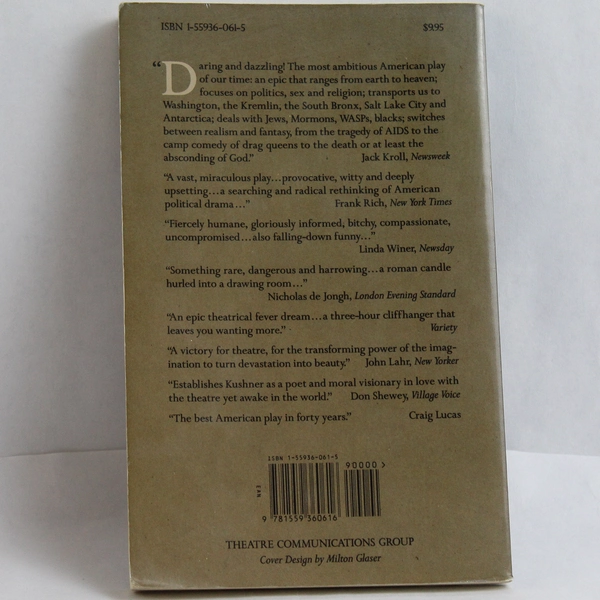 ISBN 1-55936-061-5 $9.95
“Daring and dazzling! The most ambitious American play
of our time: an epic that ranges from earth to heaven;
focuses on politics, sex and religion; transports us to
Washington, the Kremlin, the South Bronx, Salt Lake City and
Antarctica; deals with Jews, Mormons, WASPs, blacks; switches
between realism and fantasy, from the tragedy of AIDS to the
camp comedy of drag queens to the death or at least the
absconding of God.” Jack Kroll, Newsweek
“A vast, miraculous play...provocative, witty and deeply
upsetting...a searching and radical rethinking of American
political drama...” Frank Rich, New York Times
“Fiercely humane, gloriously informed, bitchy, compassionate,
uncompromised...also falling-down funny...”
Linda Winer, Newsday
“Something rare, dangerous and harrowing...a roman candle
hurled into a drawing room...”
Nicholas de Jongh, London Evening Standard
“An epic theatrical fever dream...a three-hour cliffhanger that
leaves you wanting more.” Variety
“A victory for theatre, for the transforming power of the imag-
ination to turn devastation into beauty.” John Lahr, New Yorker
“Establishes Kushner as a poet and moral visionary in love with
the theatre yet awake in the world.” Don Shewey, Village Voice
“The best American play in forty years.” Craig Lucas
ISBN 1-55936-061-5
90000 >
9 781559 360616
THEATRE COMMUNICATIONS GROUP
Cover Design by Milton Glaser